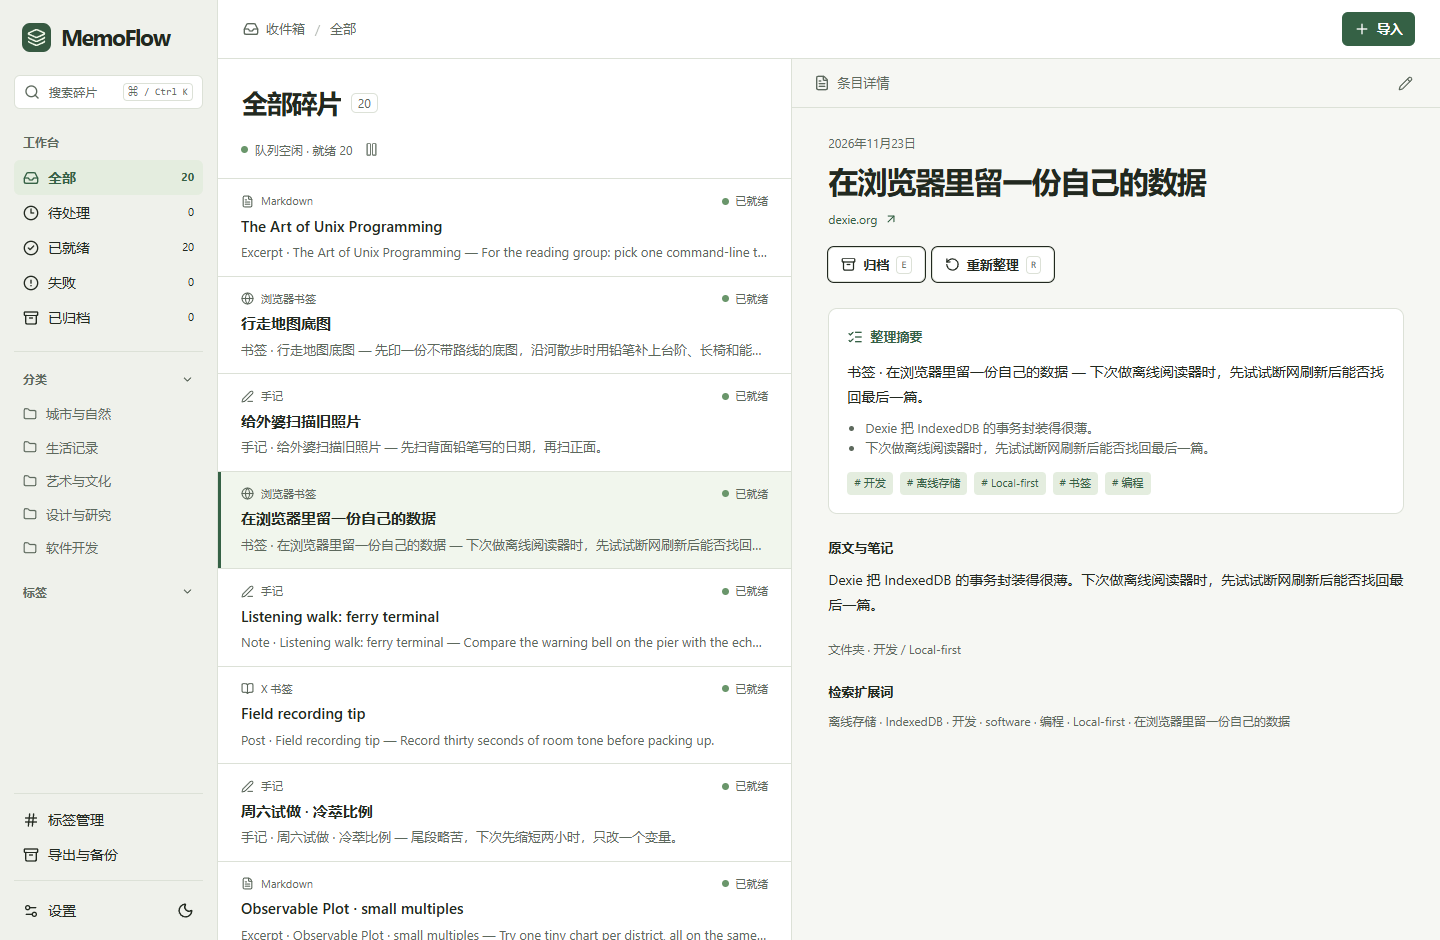 MemoFlow
搜索碎片
⌘ / Ctrl K
工作台
全部 20
待处理 0
已就绪 20
失败 0
已归档 0
分类
城市与自然
生活记录
艺术与文化
设计与研究
软件开发
标签
标签管理
导出与备份
设置
收件箱 / 全部
导入
全部碎片 20
队列空闲 · 就绪 20
Markdown 已就绪
The Art of Unix Programming
Excerpt · The Art of Unix Programming — For the reading group: pick one command-line t...
浏览器书签 已就绪
行走地图底图
书签 · 行走地图底图 — 先印一份不带路线的底图，沿河散步时用铅笔补上台阶、长椅和能...
手记 已就绪
给外婆扫描旧照片
手记 · 给外婆扫描旧照片 — 先扫背面铅笔写的日期，再扫正面。
浏览器书签 已就绪
在浏览器里留一份自己的数据
书签 · 在浏览器里留一份自己的数据 — 下次做离线阅读器时，先试试断网刷新后能否找回...
手记 已就绪
Listening walk: ferry terminal
Note · Listening walk: ferry terminal — Compare the warning bell on the pier with the ech...
X 书签 已就绪
Field recording tip
Post · Field recording tip — Record thirty seconds of room tone before packing up.
手记 已就绪
周六试做 · 冷萃比例
手记 · 周六试做 · 冷萃比例 — 尾段略苦，下次先缩短两小时，只改一个变量。
Markdown 已就绪
Observable Plot · small multiples
Excerpt · Observable Plot · small multiples — Try one tiny chart per district, all on the same...
条目详情
2026年11月23日
在浏览器里留一份自己的数据
dexie.org
归档 E
重新整理 R
整理摘要
书签 · 在浏览器里留一份自己的数据 — 下次做离线阅读器时，先试试断网刷新后能否找
回最后一篇。
Dexie 把 IndexedDB 的事务封装得很薄。
下次做离线阅读器时，先试试断网刷新后能否找回最后一篇。
# 开发 # 离线存储 # Local-first # 书签 # 编程
原文与笔记
Dexie 把 IndexedDB 的事务封装得很薄。下次做离线阅读器时，先试试断网刷新后能否找回最
后一篇。
文件夹 · 开发 / Local-first
检索扩展词
离线存储 · IndexedDB · 开发 · software · 编程 · Local-first · 在浏览器里留一份自己的数据